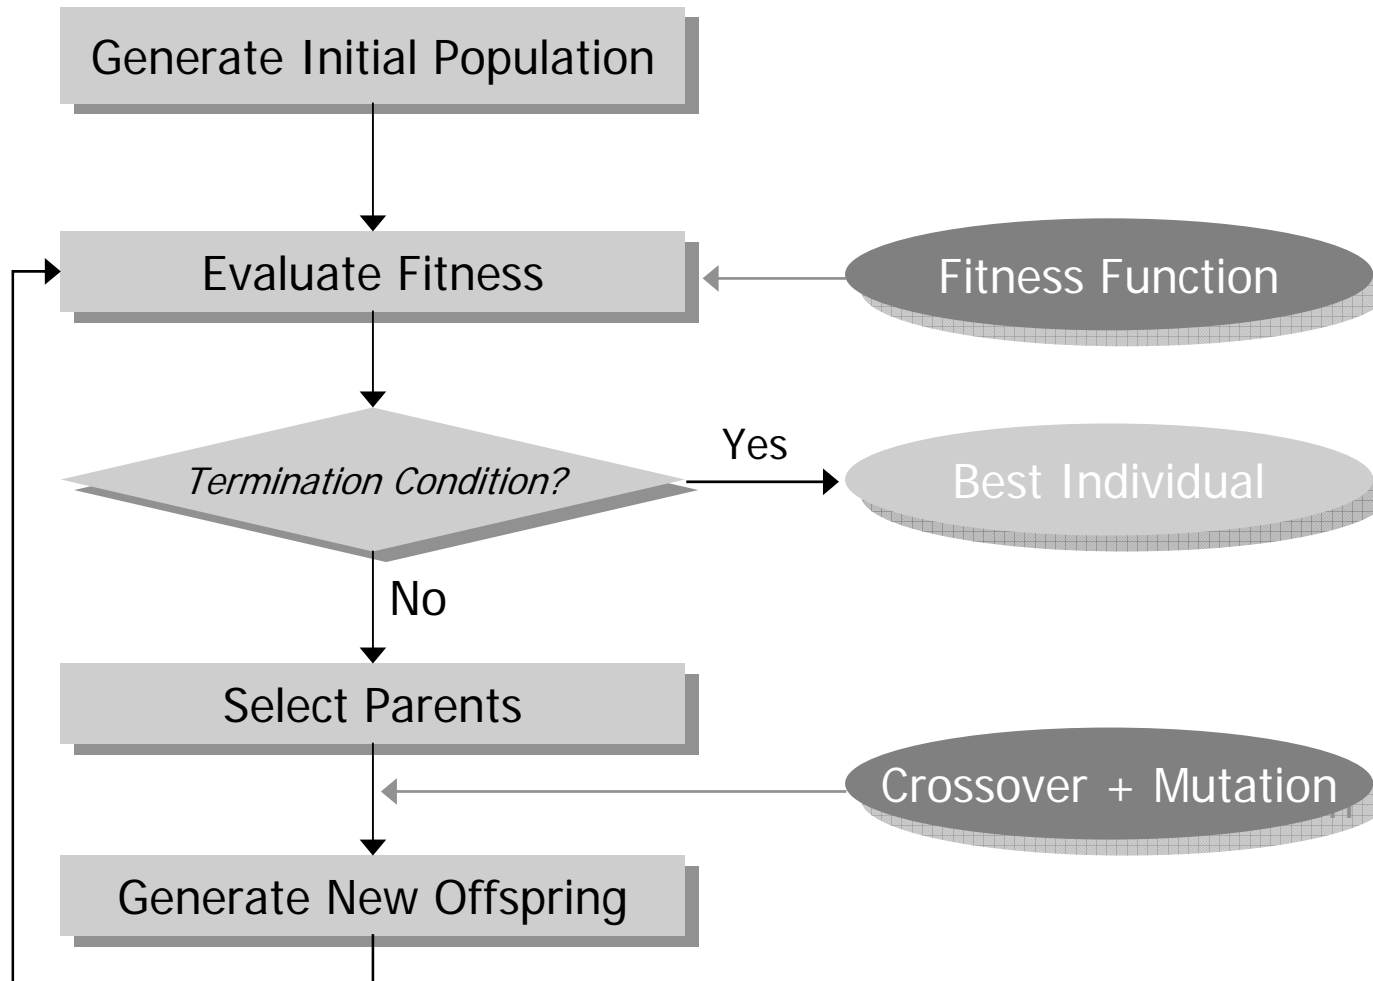 Generate Initial Population
Evaluate Fitness
Fitness Function
Termination Condition?
Yes
Best Individual
No
Select Parents
Crossover + Mutation
Generate New Offspring